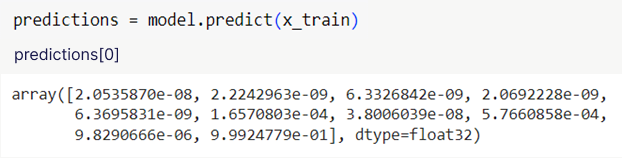 predictions = model.predict(x_train)
predictions[0]
array([2.0535870e-08, 2.2242963e-09, 6.3326842e-09, 2.0692228e-09,
6.3695831e-09, 1.6570803e-04, 3.8006039e-08, 5.7660858e-04,
9.8290666e-06, 9.9924779e-01], dtype=float32)